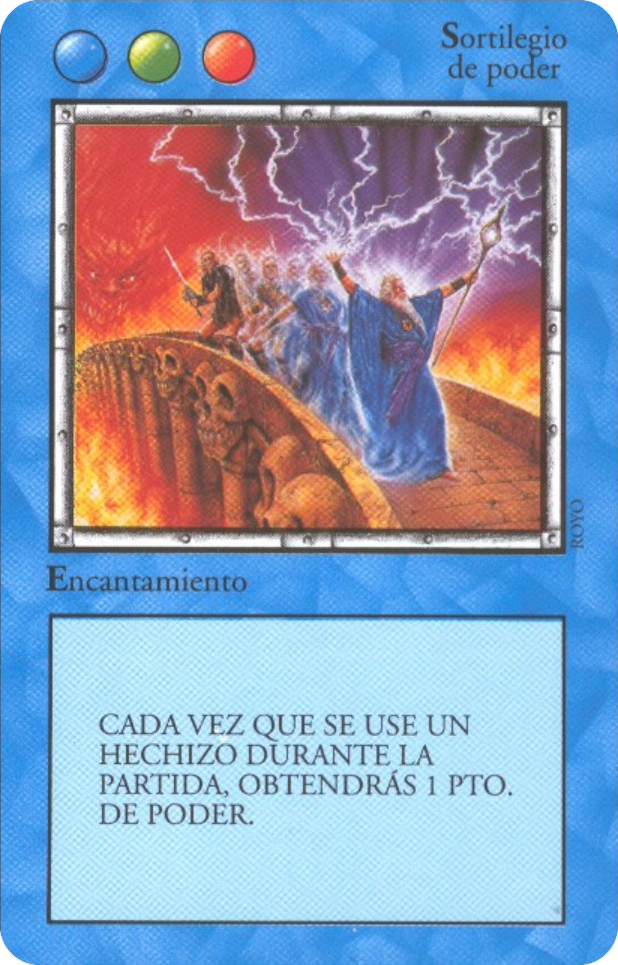 Sortilegio
de poder
ROYO
Encantamiento
CADA VEZ QUE SE USE UN
HECHIZO DURANTE LA
PARTIDA, OBTENDRÁS 1 PTO.
DE PODER.